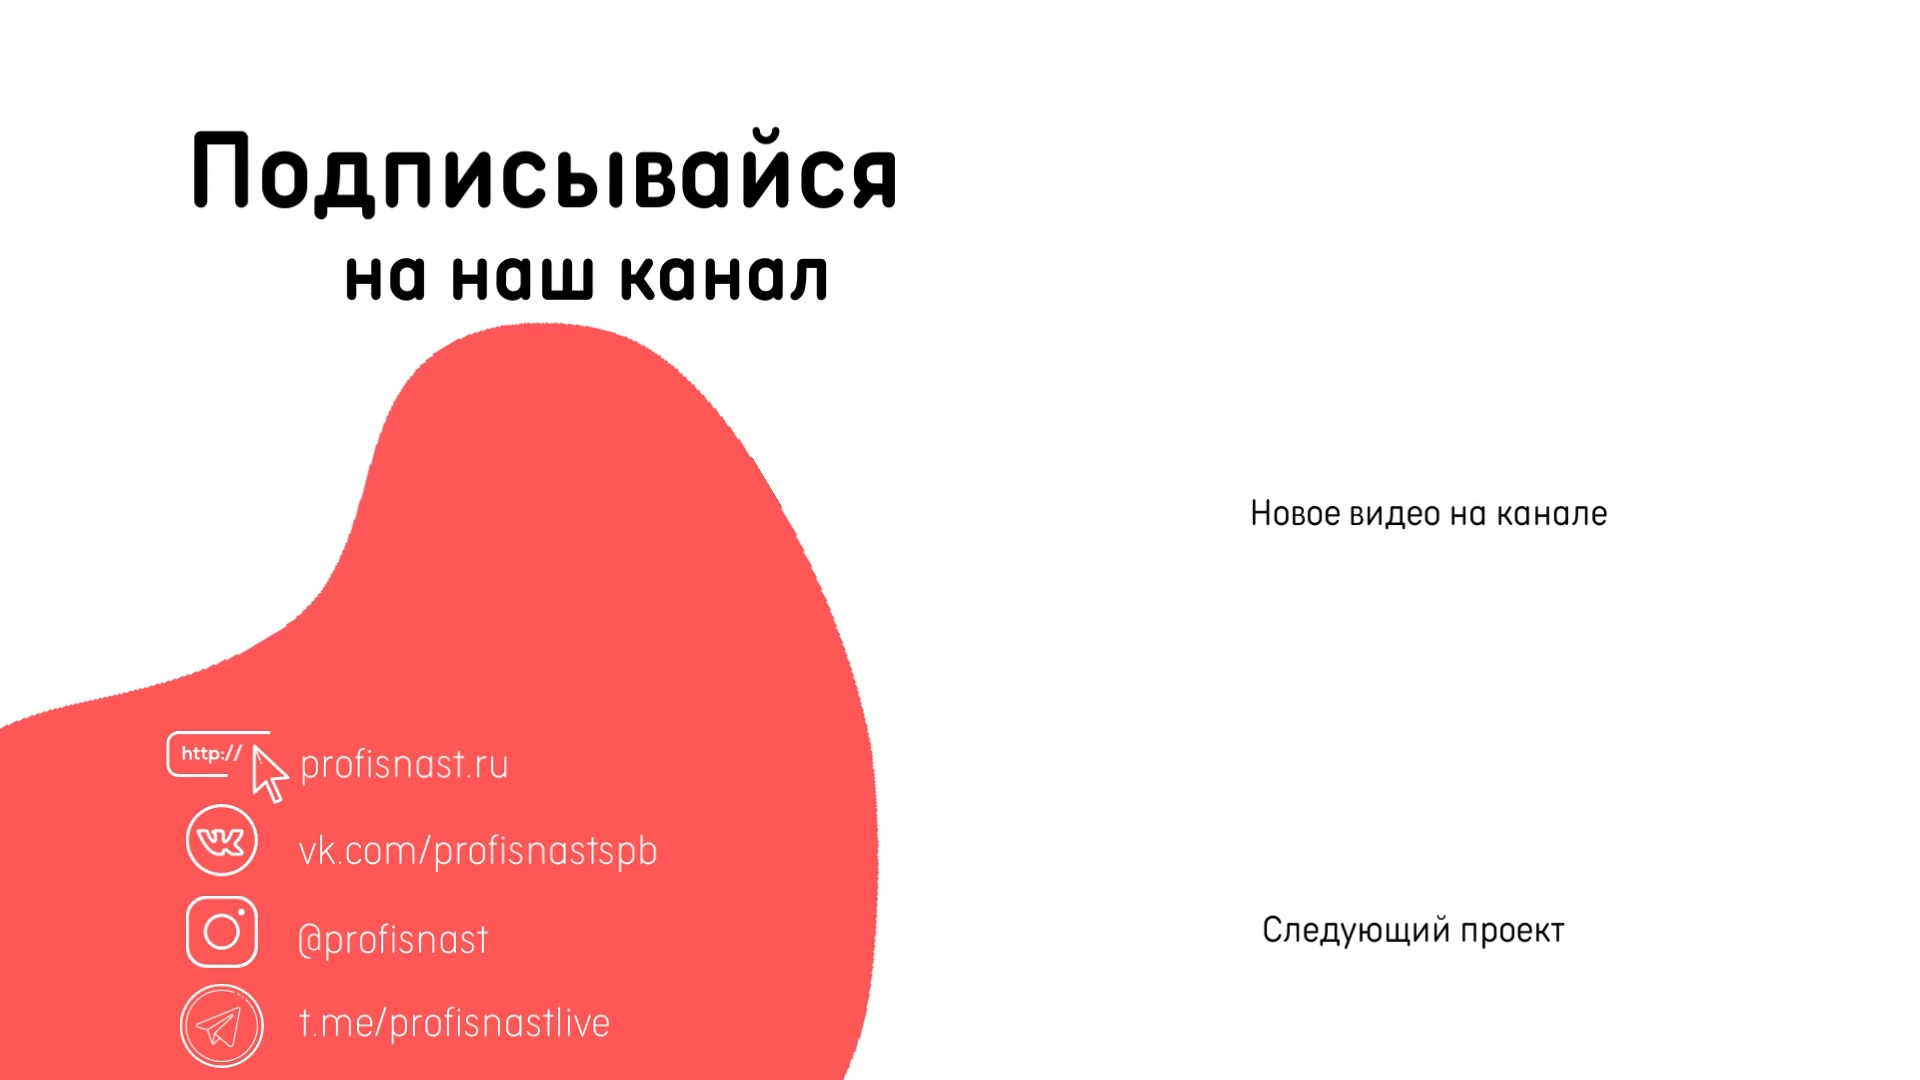 Подписывайся
на наш канал
Новое видео на канале
http://
profisnast.ru
vk.com/profisnastspb
@profisnast
t.me/profisnastlive
Следующий проект